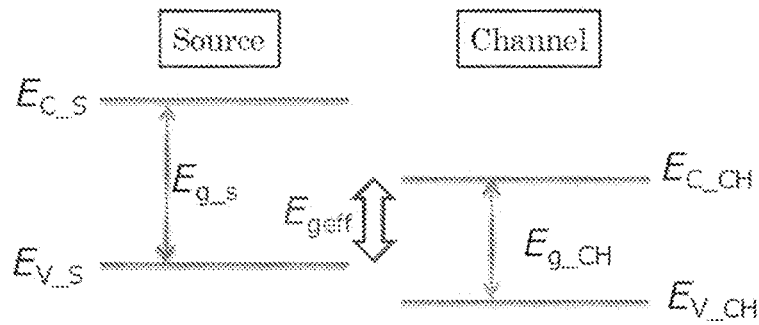 Source
Channel
E_C_S
E_g_s
E_V_S
E_geff
E_C_CH
E_g_CH
E_V_CH